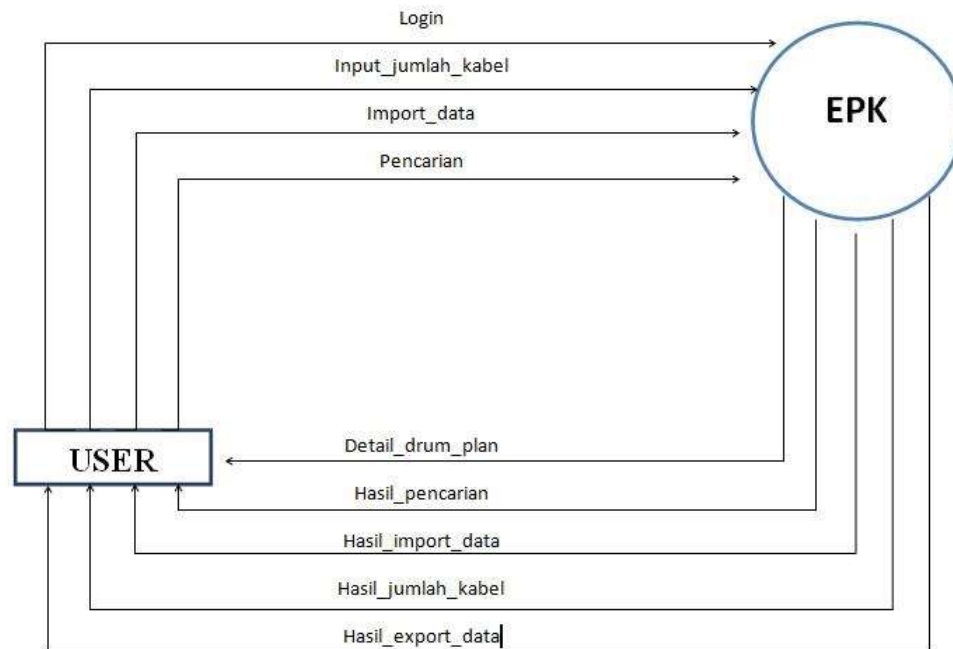 Login
Input_jumlah_kabel
EPK
Import_data
Pencarian
Detail_drum_plan
USER
Hasil_pencarian
Hasil_import_data
Hasil_jumlah_kabel
Hasil_export_data